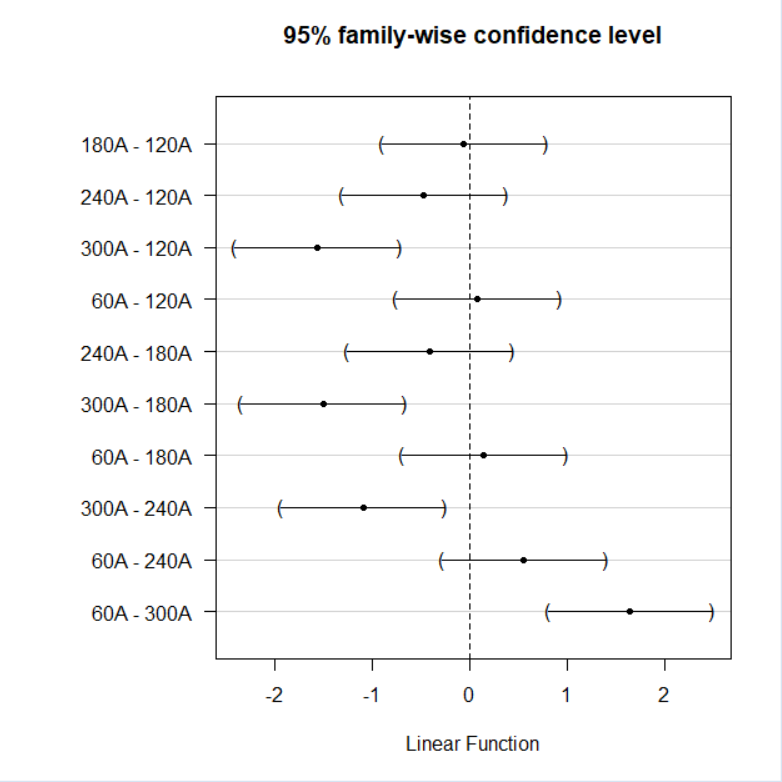 95% family-wise confidence level
180A - 120A
240A - 120A
300A - 120A
60A - 120A
240A - 180A
300A - 180A
60A - 180A
300A - 240A
60A - 240A
60A - 300A
-2 -1 0 1 2
Linear Function